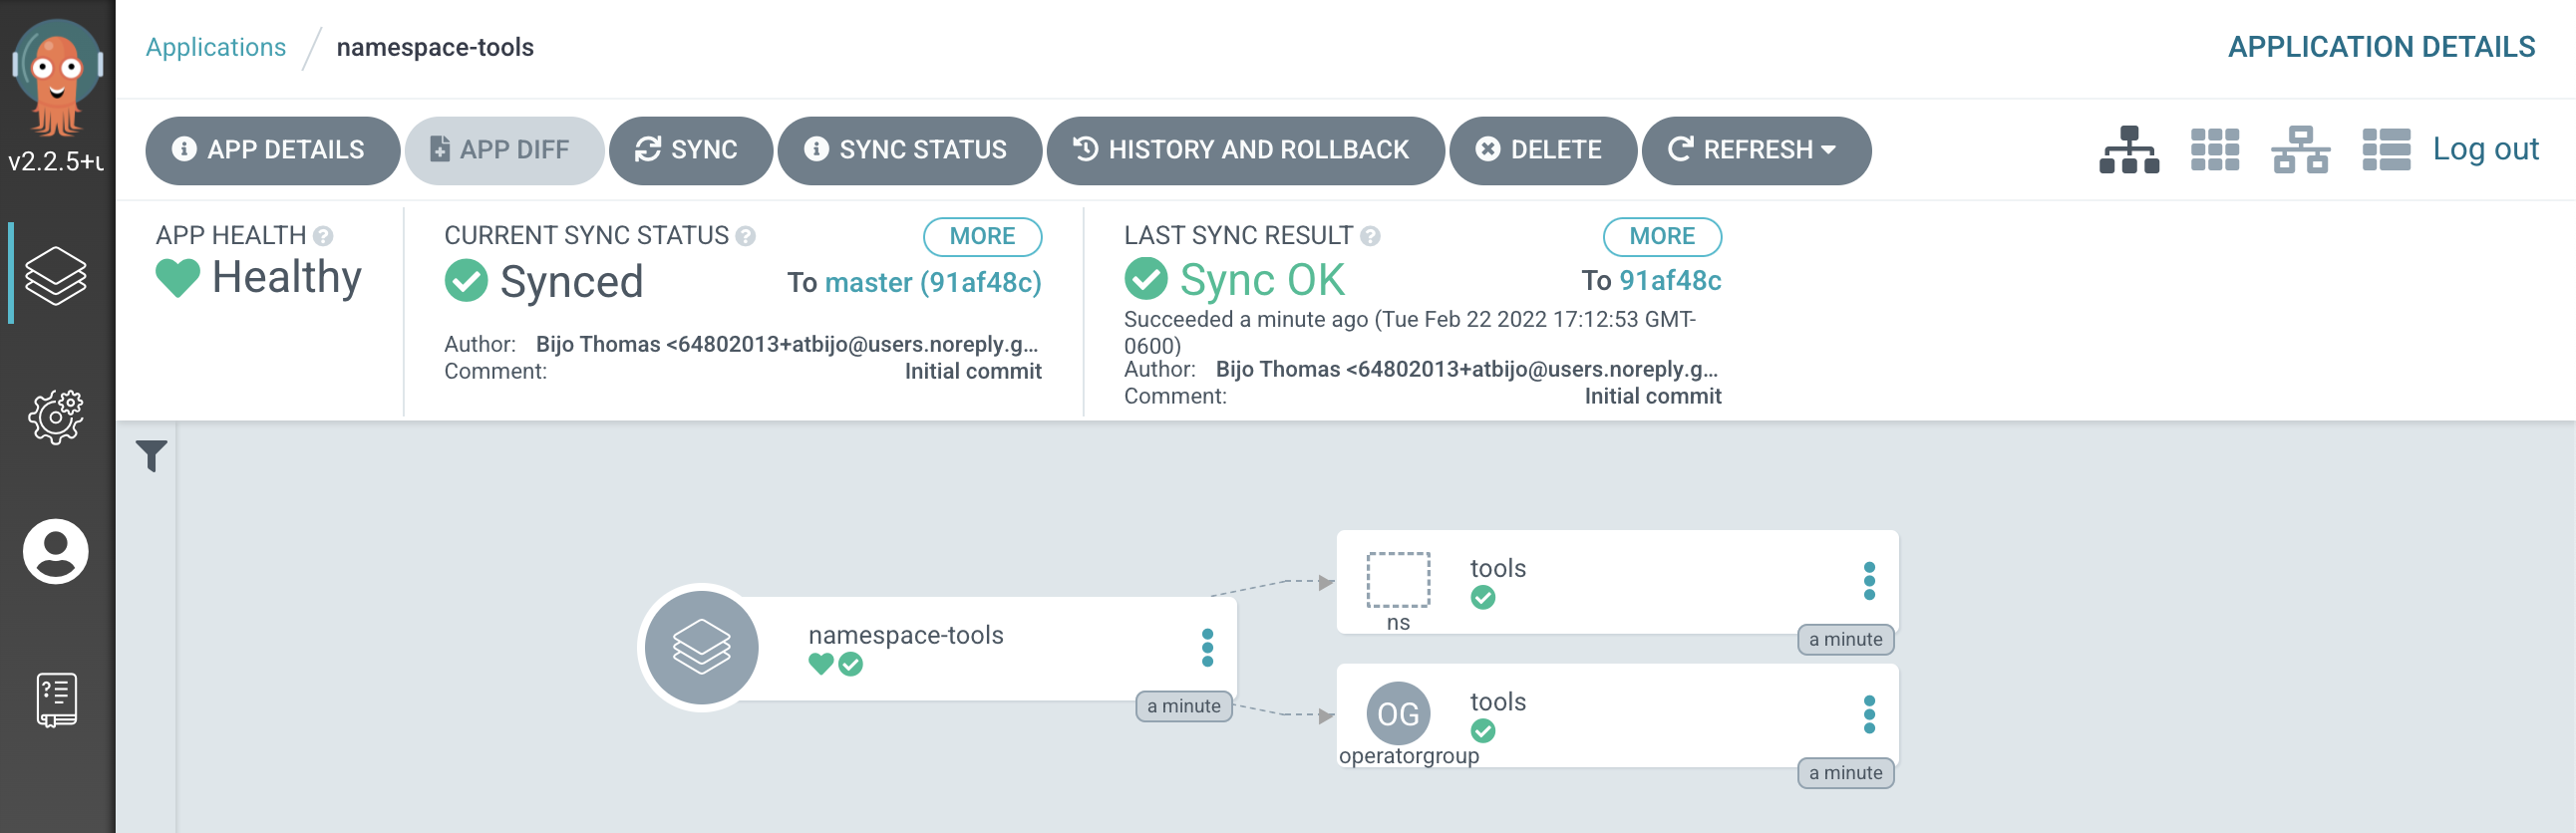 Applications / namespace-tools
APPLICATION DETAILS
v2.2.5+u
APP DETAILS
APP DIFF
SYNC
SYNC STATUS
HISTORY AND ROLLBACK
DELETE
REFRESH
Log out
APP HEALTH ?
Healthy
CURRENT SYNC STATUS ?
MORE
Synced
To master (91af48c)
Author: Bijo Thomas <64802013+atbijo@users.noreply.g...
Comment: Initial commit
LAST SYNC RESULT ?
MORE
Sync OK
To 91af48c
Succeeded a minute ago (Tue Feb 22 2022 17:12:53 GMT-
0600)
Author: Bijo Thomas <64802013+atbijo@users.noreply.g...
Comment: Initial commit
namespace-tools
a minute
tools
ns
a minute
OG
tools
operatorgroup
a minute